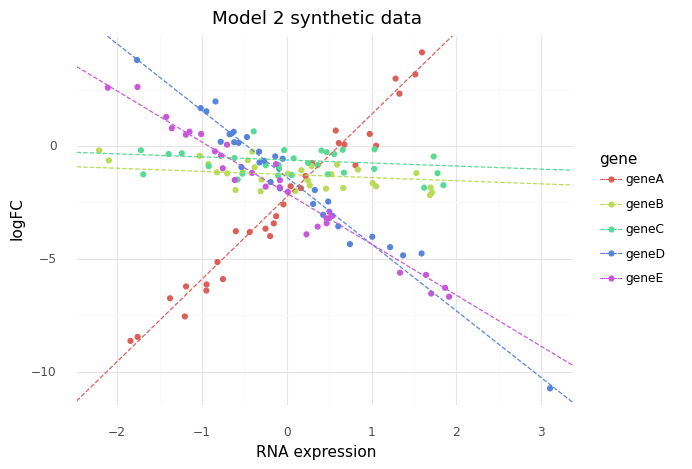 Model 2 synthetic data
logFC
0
−5
−10
−2
−1
0
1
2
3
RNA expression
gene
geneA
geneB
geneC
geneD
geneE